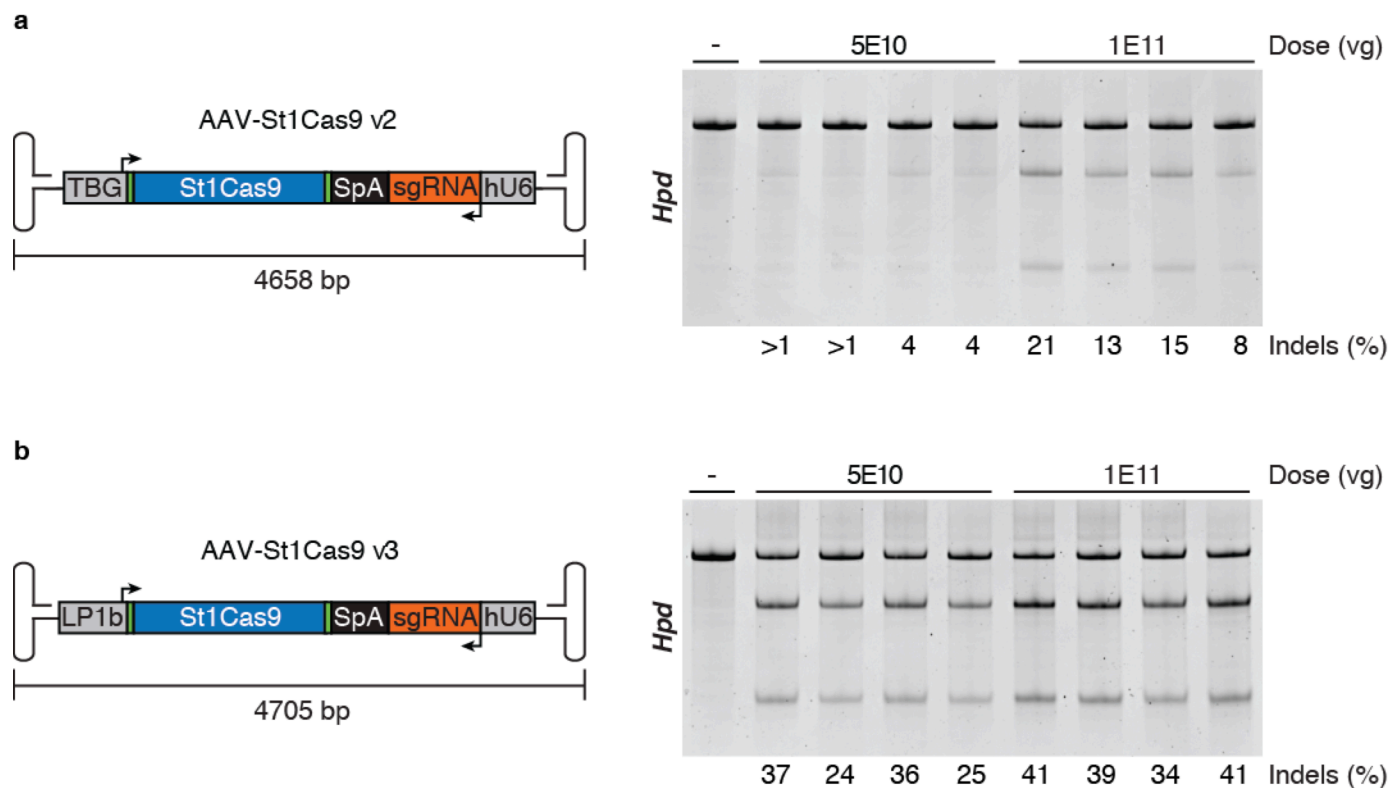 a
- 5E10 1E11 Dose (vg)
AAV-St1Cas9 v2
TBG St1Cas9 SpA sgRNA hU6
4658 bp
Hpd
>1 >1 4 4 21 13 15 8 Indels (%)
b
- 5E10 1E11 Dose (vg)
AAV-St1Cas9 v3
LP1b St1Cas9 SpA sgRNA hU6
4705 bp
Hpd
37 24 36 25 41 39 34 41 Indels (%)